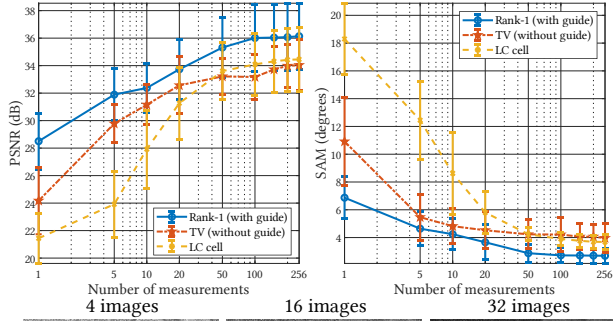 38
36
34
32
30
28
26
24
22
20
PSNR (dB)
Rank-1 (with guide)
TV (without guide)
LC cell
1 5 10 20 50 100 256
Number of measurements
18
16
14
12
10
8
6
4
SAM (degrees)
Rank-1 (with guide)
TV (without guide)
LC cell
1 5 10 20 50 100 256
Number of measurements
4 images 16 images 32 images